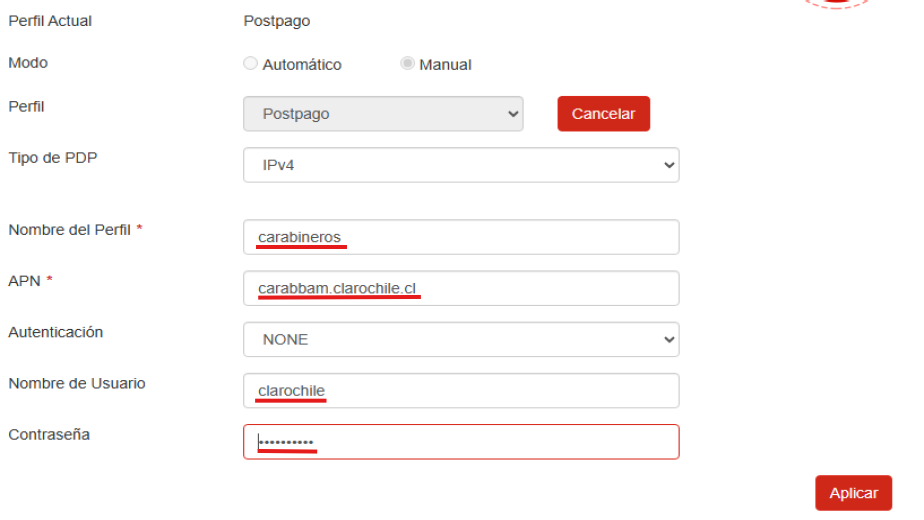 Perfil Actual Postpago
Modo Automático Manual
Perfil Postpago Cancelar
Tipo de PDP IPv4
Nombre del Perfil * carabineros
APN * carabbam.clarochile.cl
Autenticación NONE
Nombre de Usuario clarochile
Contraseña ••••••••••
Aplicar